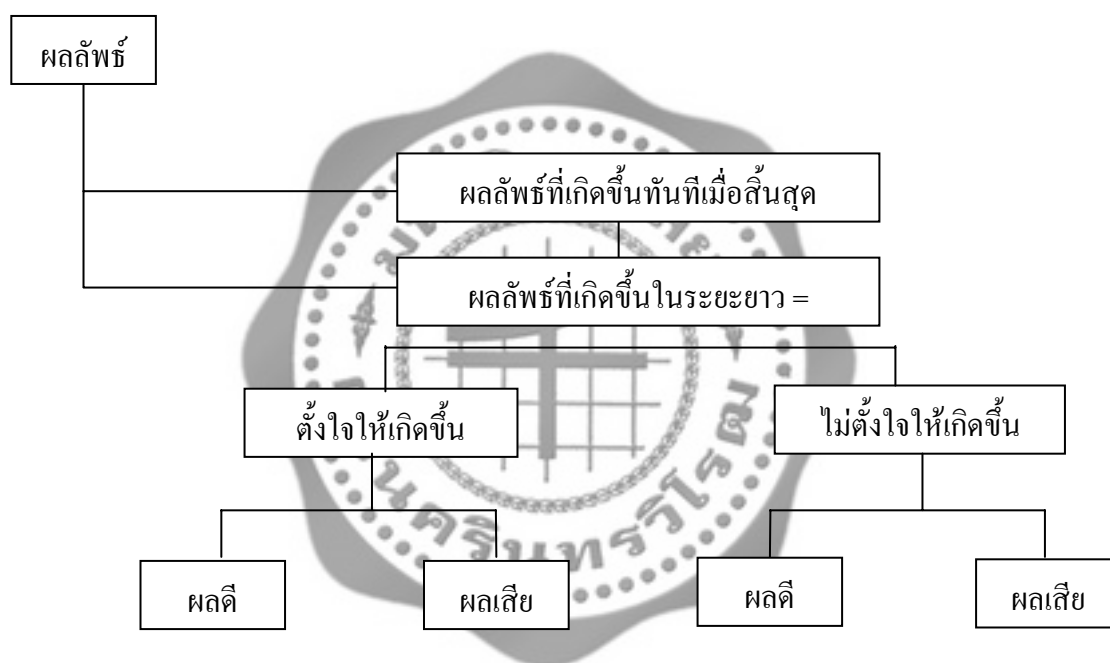 ผลลัพธ์
ผลลัพธ์ที่เกิดขึ้นทันทีเมื่อสิ้นสุด
ผลลัพธ์ที่เกิดขึ้นในระยะยาว =
ตั้งใจให้เกิดขึ้น
ไม่ตั้งใจให้เกิดขึ้น
ผลดี
ผลเสีย
ผลดี
ผลเสีย